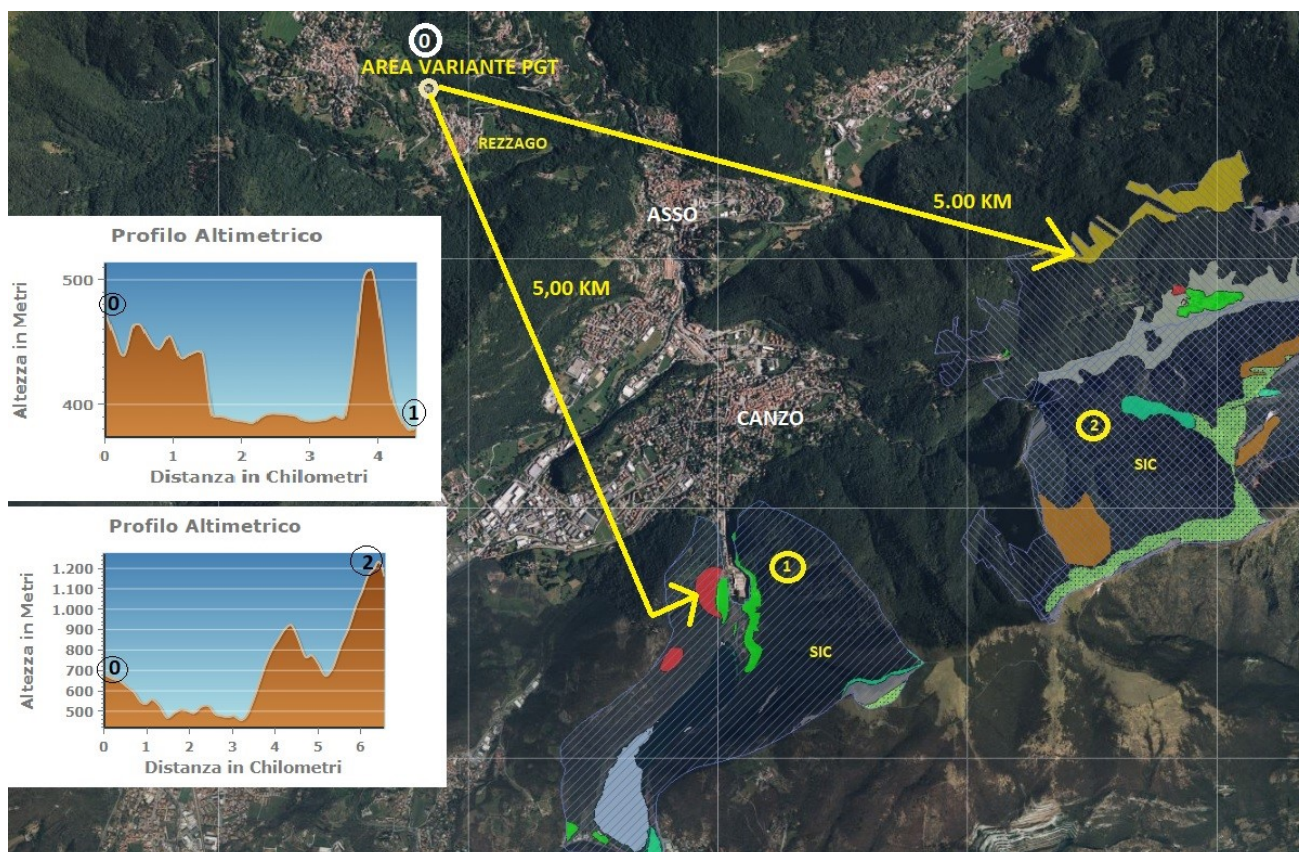 0
AREA VARIANTE PGT
REZZAGO
ASSO
5.00 KM
5,00 KM
CANZO
2
SIC
1
SIC
Profilo Altimetrico
Altezza in Metri
500
400
0
1
0 1 2 3 4
Distanza in Chilometri
Profilo Altimetrico
Altezza in Metri
1.200
1.100
1.000
900
800
700
600
500
0
2
0 1 2 3 4 5 6
Distanza in Chilometri